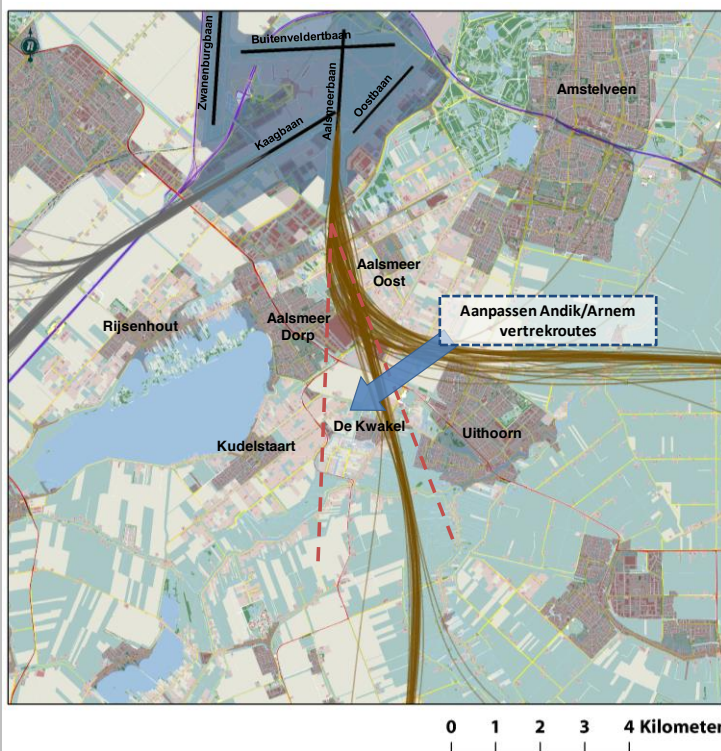 Buitenveldertbaan
Zwanenburgbaan
Aalsmeerbaan
Oostbaan
Kaagbaan
Amstelveen
Aalsmeer
Oost
Rijsenhout
Aalsmeer
Dorp
Aanpassen Andik/Arnem
vertrekroutes
De Kwakel
Uithoorn
Kudelstaart
0 1 2 3 4 Kilometer